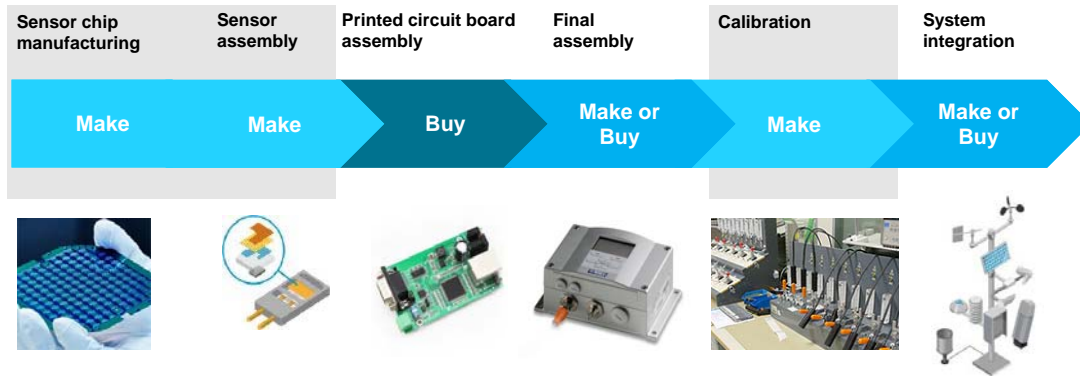 Sensor chip
manufacturing
Sensor
assembly
Printed circuit board
assembly
Final
assembly
Calibration
System
integration
Make
Make
Buy
Make or
Buy
Make
Make or
Buy